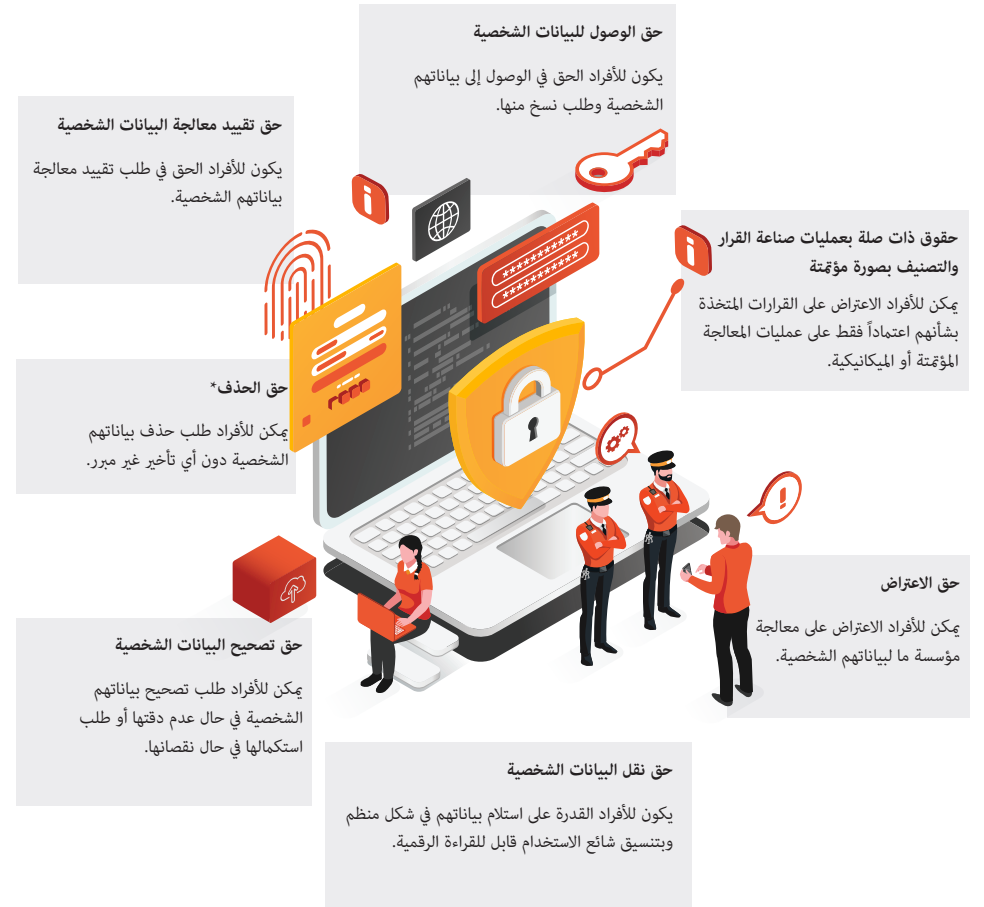 حق الوصول للبيانات الشخصية
يكون للأفراد الحق في الوصول إلى بياناتهم
الشخصية وطلب نسخ منها.
حق تقييد معالجة البيانات الشخصية
يكون للأفراد الحق في طلب تقييد معالجة
بياناتهم الشخصية.
حقوق ذات صلة بعمليات صناعة القرار
والتصنيف بصورة مؤتمتة
يمكن للأفراد الاعتراض على القرارات المتخذة
بشأنهم اعتماداً فقط على عمليات المعالجة
المؤتمتة أو الميكانيكية.
**********
**********
حق الحذف*
يمكن للأفراد طلب حذف بياناتهم
الشخصية دون أي تأخير غير مبرر.
حق الاعتراض
يمكن للأفراد الاعتراض على معالجة
مؤسسة ما لبياناتهم الشخصية.
حق تصحيح البيانات الشخصية
يمكن للأفراد طلب تصحيح بياناتهم
الشخصية في حال عدم دقتها أو طلب
استكمالها في حال نقصانها.
حق نقل البيانات الشخصية
يكون للأفراد القدرة على استلام بياناتهم في شكل منظم
وبتنسيق شائع الاستخدام قابل للقراءة الرقمية.